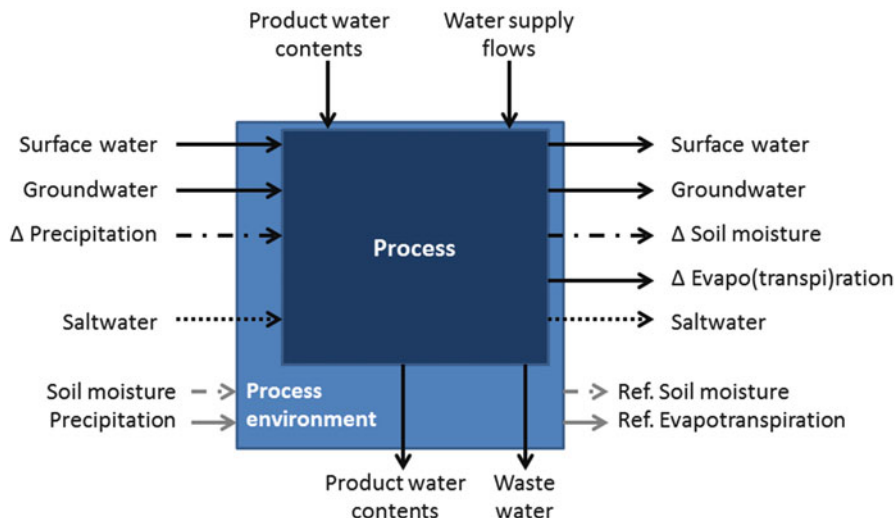 Product water
contents
Water supply
flows
Surface water
Groundwater
Δ Precipitation
Saltwater
Soil moisture
Precipitation
Process
Process
environment
Surface water
Groundwater
Δ Soil moisture
Δ Evapo(transpi)ration
Saltwater
Ref. Soil moisture
Ref. Evapotranspiration
Product water
contents
Waste
water